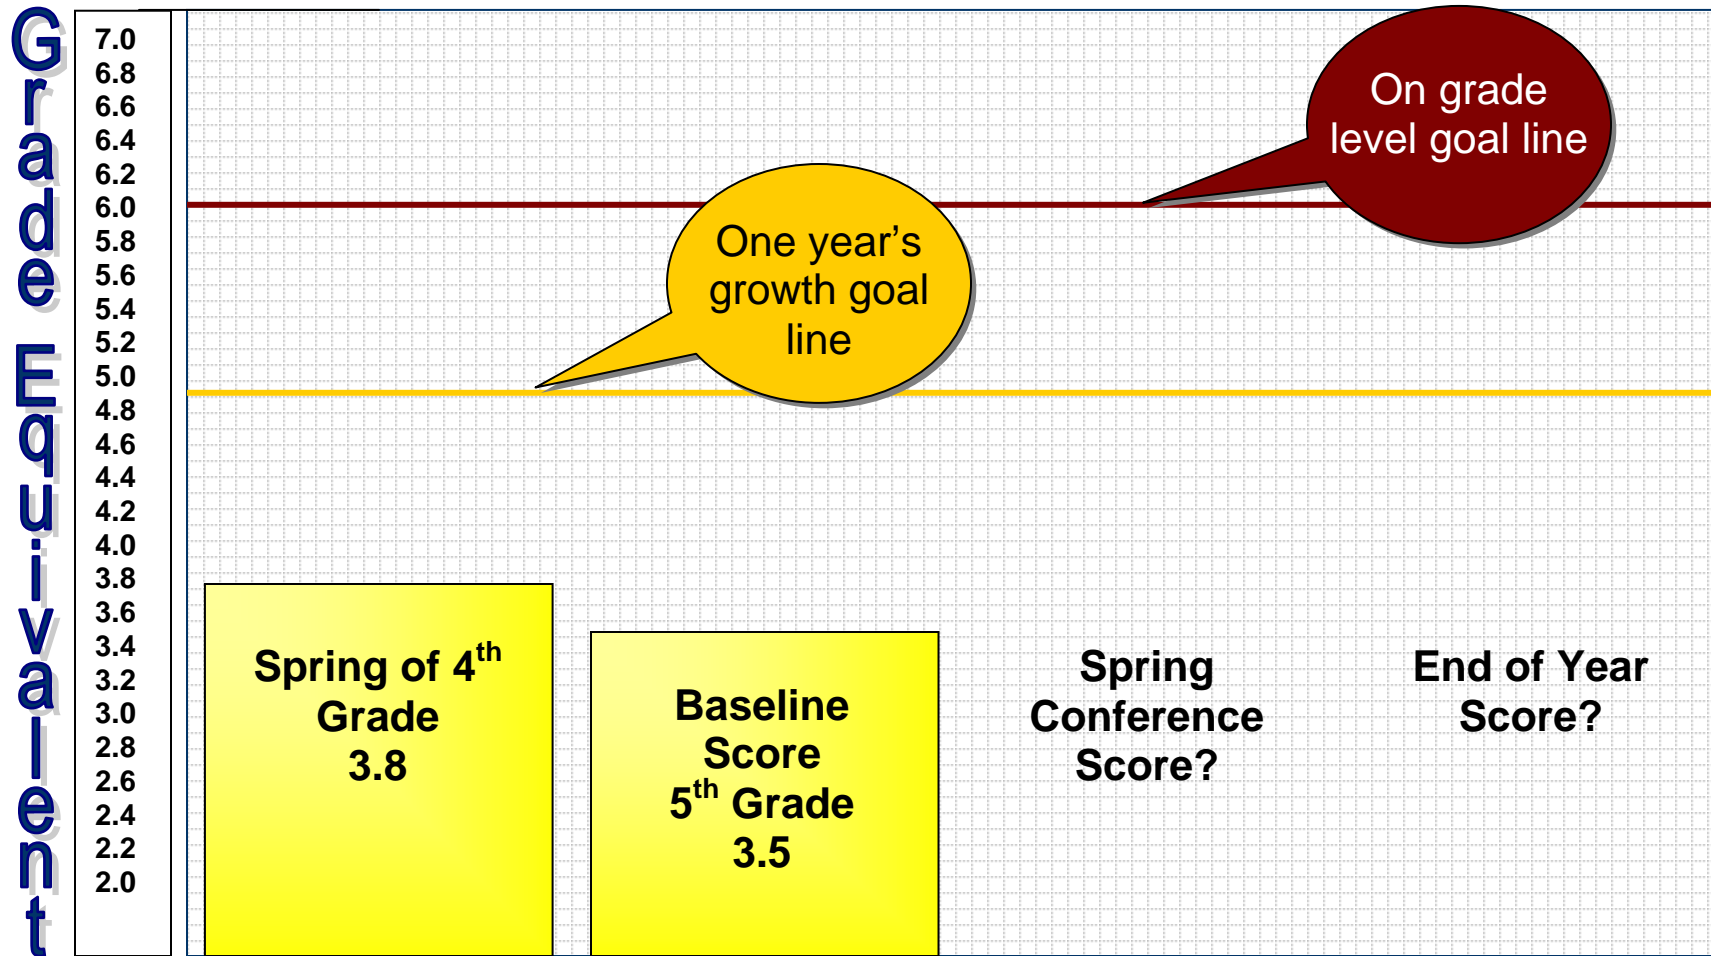 Grade Equivalent
7.0
6.8
6.6
6.4
6.2
6.0
5.8
5.6
5.4
5.2
5.0
4.8
4.6
4.4
4.2
4.0
3.8
3.6
3.4
3.2
3.0
2.8
2.6
2.4
2.2
2.0
On grade
level goal line
One year’s
growth goal
line
Spring of 4th
Grade
3.8
Baseline
Score
5th Grade
3.5
Spring
Conference
Score?
End of Year
Score?